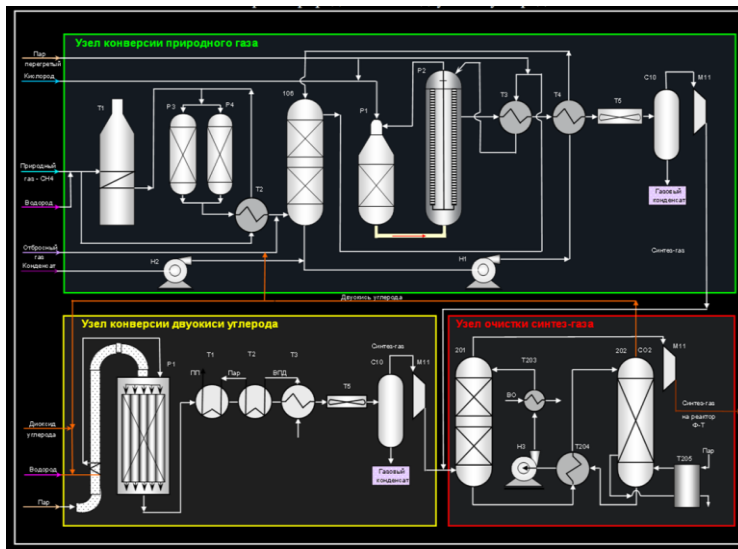 Узел конверсии природного газа
Пар
перегретый
Кислород
Т1
Р3
Р4
106
Р1
Р2
Т3
Т4
Т5
С10
М11
Природный
газ - СН4
Т2
Газовый
конденсат
Водород
Отбросный
газ
Конденсат
Н2
Н1
Синтез-газ
Двуокись углерода
Узел конверсии двуокиси углерода
Узел очистки синтез-газа
Р1
Т1
Т2
Т3
ПП
Пар
ВПД
Т5
Синтез-газ
С10
М11
201
Т203
202
СО2
М11
ВО
Синтез-газ
на реактор
Ф-Т
Диоксид
углерода
Н3
Т204
Пар
Т205
Водород
Газовый
конденсат
Пар